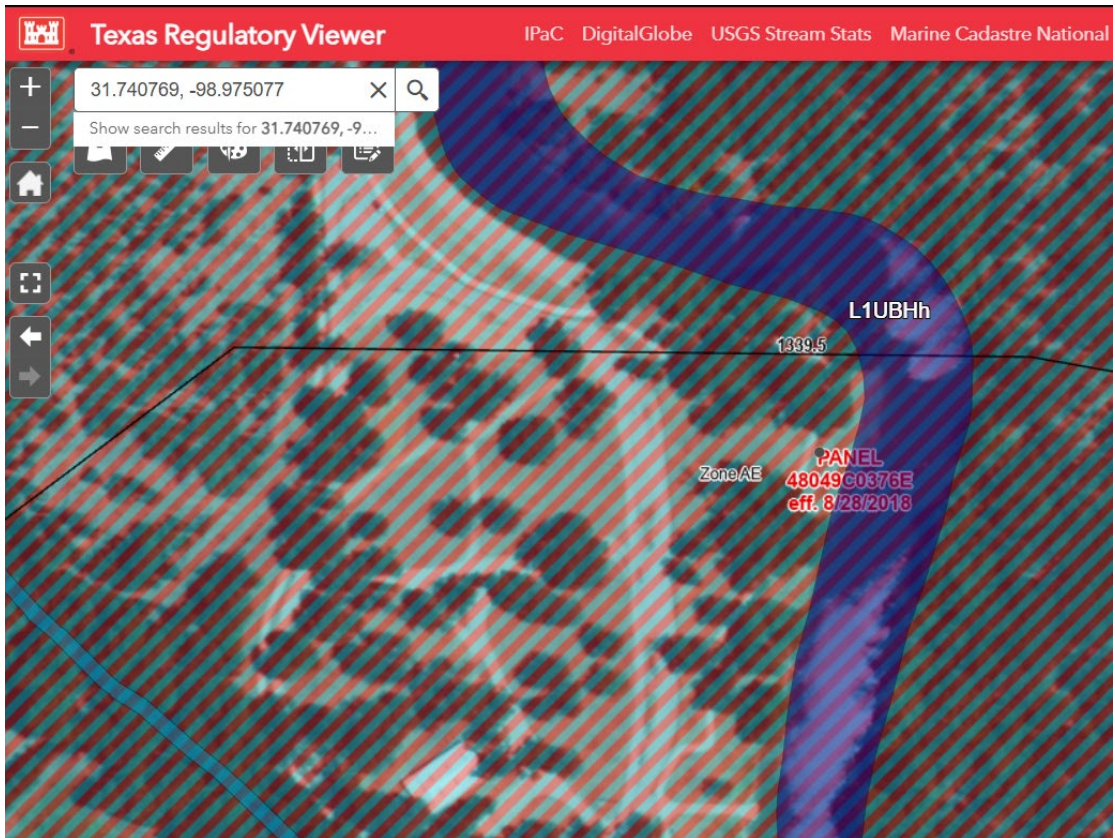 Texas Regulatory Viewer
IPaC DigitalGlobe USGS Stream Stats Marine Cadastre National
31.740769, -98.975077
Show search results for 31.740769, -9...
L1UBHh
1339.5
Zone AE
PANEL
48049C0376E
eff. 8/28/2018